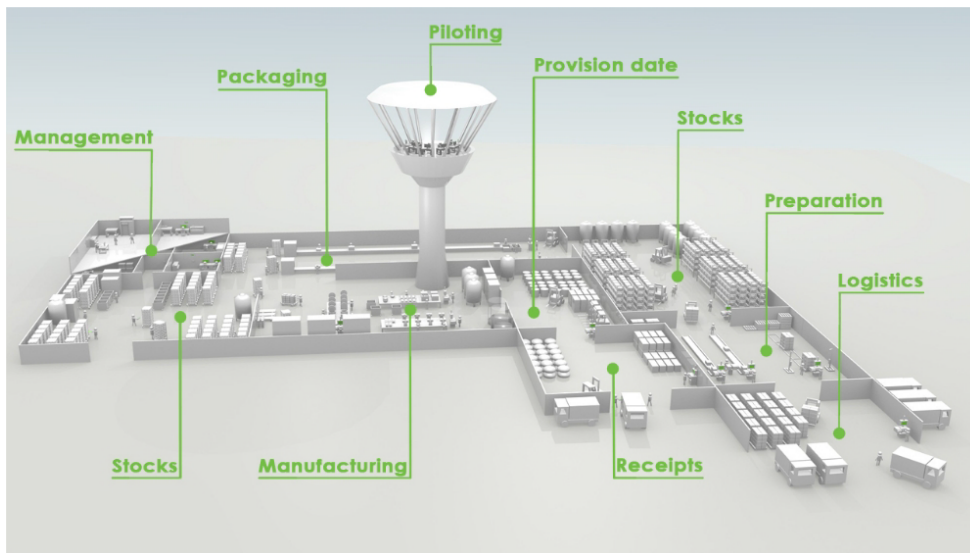 Piloting
Provision date
Packaging
Stocks
Management
Preparation
Logistics
Stocks
Manufacturing
Receipts